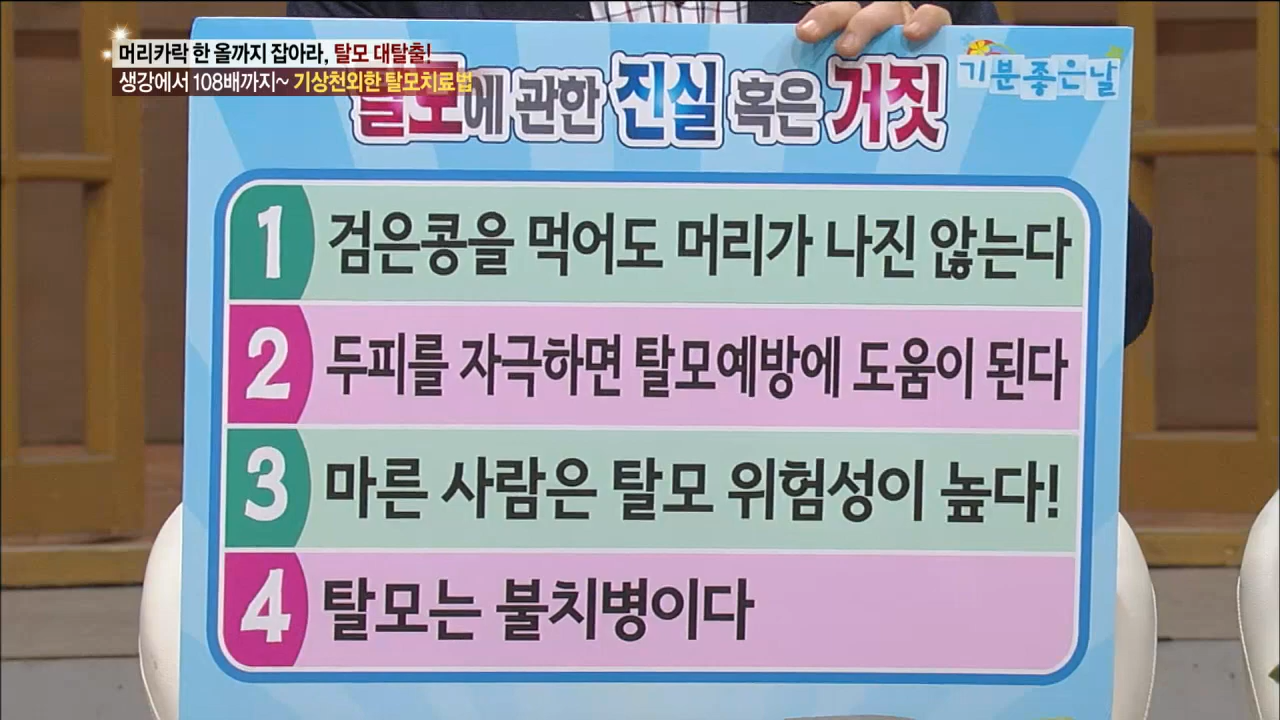 머리카락 한 올까지 잡아라, 탈모 대탈출!
생강에서 108배까지~ 기상천외한 탈모치료법
기분좋은날
탈모에 관한 진실 혹은 거짓
1 검은콩을 먹어도 머리가 나진 않는다
2 두피를 자극하면 탈모예방에 도움이 된다
3 마른 사람은 탈모 위험성이 높다!
4 탈모는 불치병이다